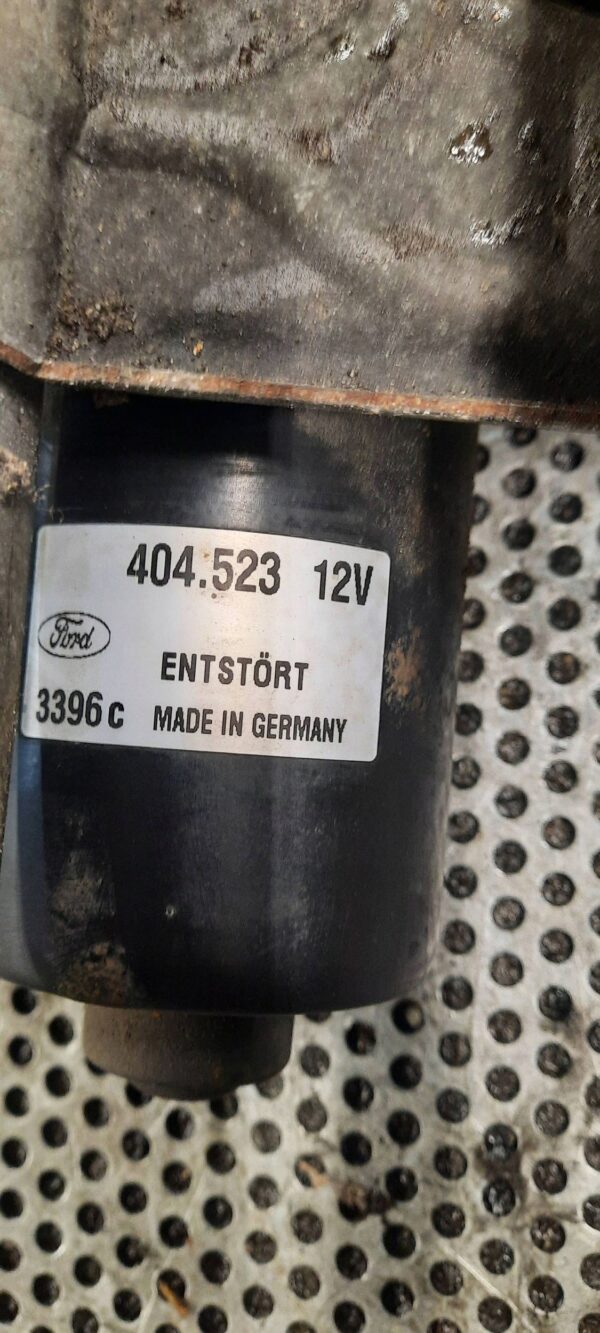 404.523 12V
Ford
ENTSTÖRT
3396 c MADE IN GERMANY